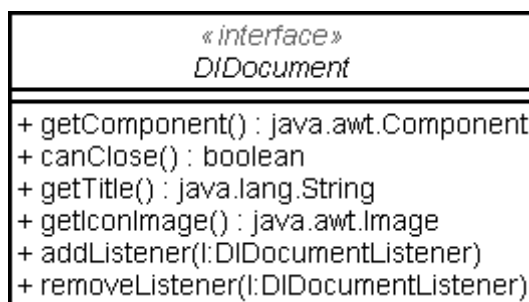 «interface»
DIDocument
+ getComponent() : java.awt.Component
+ canClose() : boolean
+ getTitle() : java.lang.String
+ getIconImage() : java.awt.Image
+ addListener(l:DIDocumentListener)
+ removeListener(l:DIDocumentListener)